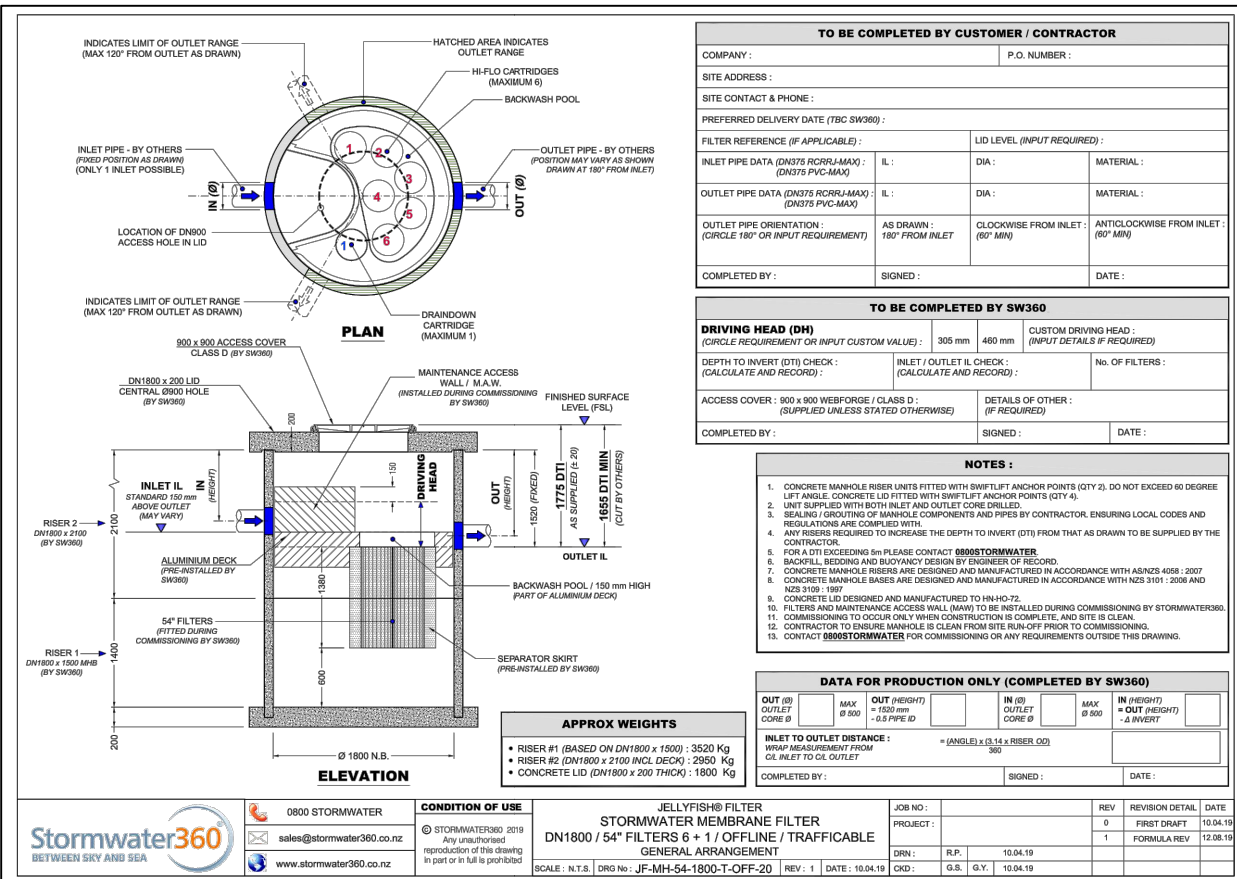 INDICATES LIMIT OF OUTLET RANGE
(MAX 120° FROM OUTLET AS DRAWN)
HATCHED AREA INDICATES
OUTLET RANGE
HI-FLO CARTRIDGES
(MAXIMUM 6)
BACKWASH POOL
INLET PIPE - BY OTHERS
(FIXED POSITION AS DRAWN)
(ONLY 1 INLET POSSIBLE)
OUTLET PIPE - BY OTHERS
(POSITION MAY VARY AS SHOWN
DRAWN AT 180° FROM INLET)
IN (Ø)
OUT (Ø)
1
2
3
4
5
6
1
LOCATION OF DN900
ACCESS HOLE IN LID
INDICATES LIMIT OF OUTLET RANGE
(MAX 120° FROM OUTLET AS DRAWN)
DRAINDOWN
CARTRIDGE
(MAXIMUM 1)
PLAN
900 x 900 ACCESS COVER
CLASS D (BY SW360)
DN1800 x 200 LID
CENTRAL Ø900 HOLE
(BY SW360)
MAINTENANCE ACCESS
WALL / M.A.W.
(INSTALLED DURING COMMISSIONING
BY SW360)
FINISHED SURFACE
LEVEL (FSL)
200
INLET IL
STANDARD 150 mm
ABOVE OUTLET
(MAY VARY)
IN
(HEIGHT)
150
DRIVING
HEAD
OUT
(HEIGHT)
1520 (FIXED)
1775 DTI
AS SUPPLIED (± 20)
1655 DTI MIN
(CUT BY OTHERS)
OUTLET IL
RISER 2
DN1800 x 2100
(BY SW360)
2100
ALUMINIUM DECK
(PRE-INSTALLED BY
SW360)
1380
BACKWASH POOL / 150 mm HIGH
(PART OF ALUMINIUM DECK)
54" FILTERS
(FITTED DURING
COMMISSIONING BY SW360)
RISER 1
DN1800 x 1500 MHB
(BY SW360)
1400
600
SEPARATOR SKIRT
(PRE-INSTALLED BY SW360)
200
Ø 1800 N.B.
ELEVATION
APPROX WEIGHTS
• RISER #1 (BASED ON DN1800 x 1500) : 3520 Kg
• RISER #2 (DN1800 x 2100 INCL DECK) : 2950 Kg
• CONCRETE LID (DN1800 x 200 THICK) : 1800 Kg
TO BE COMPLETED BY CUSTOMER / CONTRACTOR
COMPANY : P.O. NUMBER :
SITE ADDRESS :
SITE CONTACT & PHONE :
PREFERRED DELIVERY DATE (TBC SW360) :
FILTER REFERENCE (IF APPLICABLE) : LID LEVEL (INPUT REQUIRED) :
INLET PIPE DATA (DN375 RCRRJ-MAX) : IL : DIA : MATERIAL :
(DN375 PVC-MAX)
OUTLET PIPE DATA (DN375 RCRRJ-MAX) : IL : DIA : MATERIAL :
(DN375 PVC-MAX)
OUTLET PIPE ORIENTATION : AS DRAWN : CLOCKWISE FROM INLET : ANTICLOCKWISE FROM INLET :
(CIRCLE 180° OR INPUT REQUIREMENT) 180° FROM INLET (60° MIN) (60° MIN)
COMPLETED BY : SIGNED : DATE :
TO BE COMPLETED BY SW360
DRIVING HEAD (DH) 305 mm 460 mm CUSTOM DRIVING HEAD :
(CIRCLE REQUIREMENT OR INPUT CUSTOM VALUE) : (INPUT DETAILS IF REQUIRED)
DEPTH TO INVERT (DTI) CHECK : INLET / OUTLET IL CHECK : No. OF FILTERS :
(CALCULATE AND RECORD) : (CALCULATE AND RECORD) :
ACCESS COVER : 900 x 900 WEBFORGE / CLASS D : DETAILS OF OTHER :
(SUPPLIED UNLESS STATED OTHERWISE) (IF REQUIRED)
COMPLETED BY : SIGNED : DATE :
NOTES :
1. CONCRETE MANHOLE RISER UNITS FITTED WITH SWIFTLIFT ANCHOR POINTS (QTY 2). DO NOT EXCEED 60 DEGREE
LIFT ANGLE. CONCRETE LID FITTED WITH SWIFTLIFT ANCHOR POINTS (QTY 4).
2. UNIT SUPPLIED WITH BOTH INLET AND OUTLET CORE DRILLED.
3. SEALING / GROUTING OF MANHOLE COMPONENTS AND PIPES BY CONTRACTOR. ENSURING LOCAL CODES AND
REGULATIONS ARE COMPLIED WITH.
4. ANY RISERS REQUIRED TO INCREASE THE DEPTH TO INVERT (DTI) FROM THAT AS DRAWN TO BE SUPPLIED BY THE
CONTRACTOR.
5. FOR A DTI EXCEEDING 5m PLEASE CONTACT 0800STORMWATER.
6. BACKFILL, BEDDING AND BUOYANCY DESIGN BY ENGINEER OF RECORD.
7. CONCRETE MANHOLE RISERS ARE DESIGNED AND MANUFACTURED IN ACCORDANCE WITH AS/NZS 4058 : 2007
8. CONCRETE MANHOLE BASES ARE DESIGNED AND MANUFACTURED IN ACCORDANCE WITH NZS 3101 : 2006 AND
NZS 3109 : 1997
9. CONCRETE LID DESIGNED AND MANUFACTURED TO HN-HO-72.
10. FILTERS AND MAINTENANCE ACCESS WALL (MAW) TO BE INSTALLED DURING COMMISSIONING BY STORMWATER360.
11. COMMISSIONING TO OCCUR ONLY WHEN CONSTRUCTION IS COMPLETE, AND SITE IS CLEAN.
12. CONTRACTOR TO ENSURE MANHOLE IS CLEAN FROM SITE RUN-OFF PRIOR TO COMMISSIONING.
13. CONTACT 0800STORMWATER FOR COMMISSIONING OR ANY REQUIREMENTS OUTSIDE THIS DRAWING.
DATA FOR PRODUCTION ONLY (COMPLETED BY SW360)
OUT (Ø)
OUTLET
CORE Ø
MAX
Ø 500
OUT (HEIGHT)
= 1520 mm
- 0.5 PIPE ID
IN (Ø)
OUTLET
CORE Ø
MAX
Ø 500
IN (HEIGHT)
= OUT (HEIGHT)
- Δ INVERT
INLET TO OUTLET DISTANCE :
WRAP MEASUREMENT FROM
C/L INLET TO C/L OUTLET
= (ANGLE) x (3.14 x RISER OD)
360
COMPLETED BY : SIGNED : DATE :
Stormwater360
BETWEEN SKY AND SEA
0800 STORMWATER
sales@stormwater360.co.nz
www.stormwater360.co.nz
CONDITION OF USE
© STORMWATER360 2019
Any unauthorised
reproduction of this drawing
in part or in full is prohibited
JELLYFISH® FILTER
STORMWATER MEMBRANE FILTER
DN1800 / 54" FILTERS 6 + 1 / OFFLINE / TRAFFICABLE
GENERAL ARRANGEMENT
SCALE : N.T.S. DRG No : JF-MH-54-1800-T-OFF-20 REV : 1 DATE : 10.04.19
JOB NO :
PROJECT :
DRN : R.P. 10.04.19
CKD : G.S. G.Y. 10.04.19
REV REVISION DETAIL DATE
0 FIRST DRAFT 10.04.19
1 FORMULA REV 12.08.19